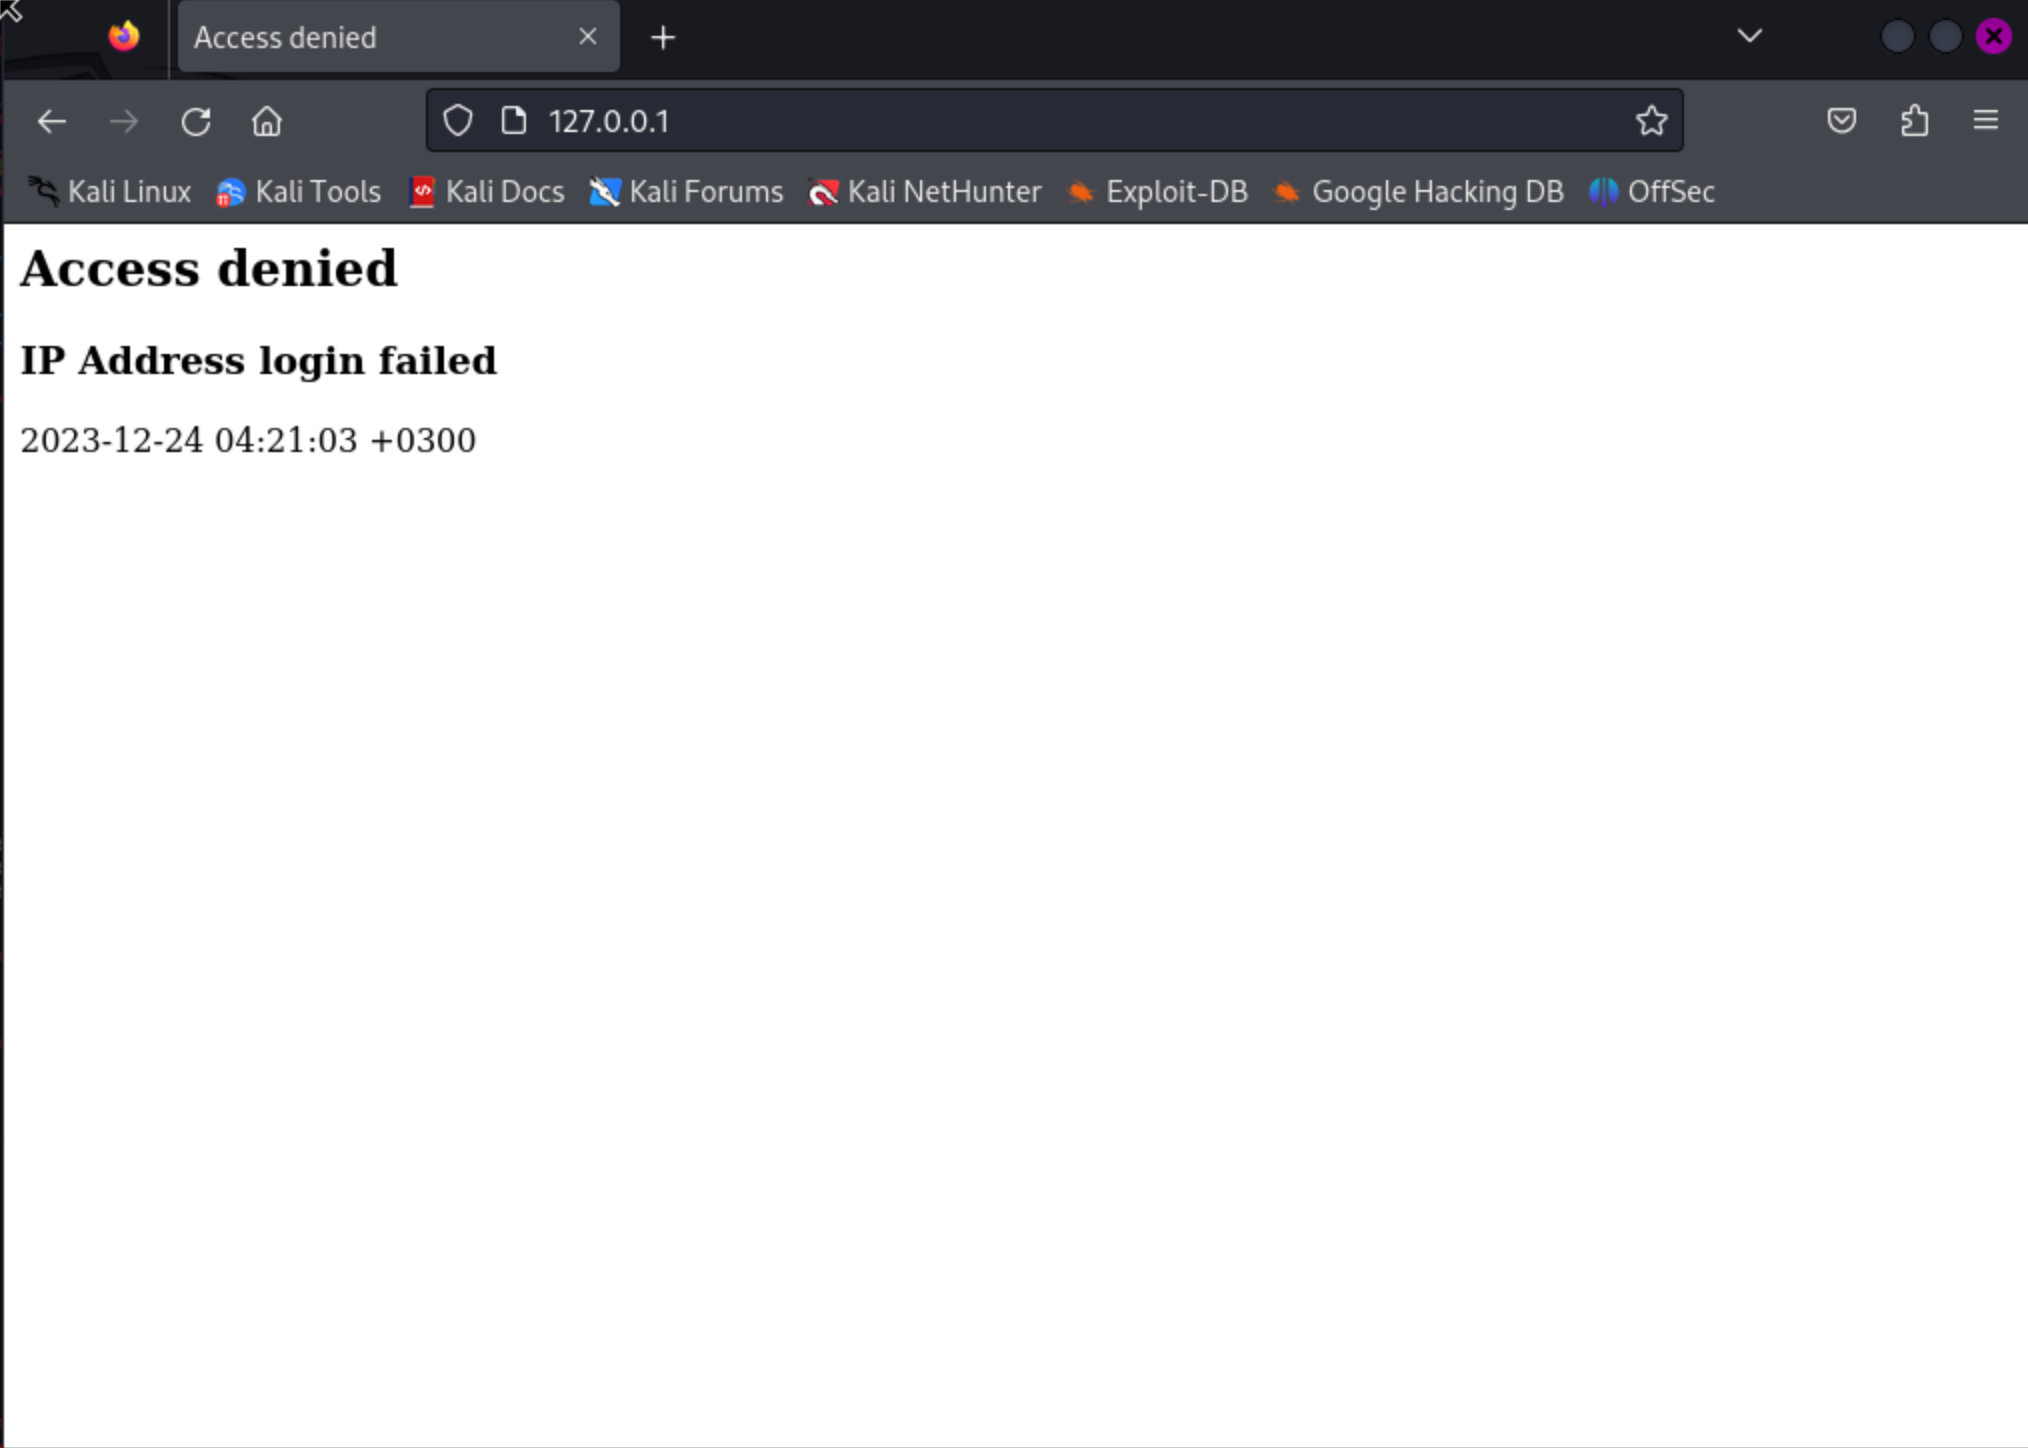 Access denied
127.0.0.1
Kali Linux Kali Tools Kali Docs Kali Forums Kali NetHunter Exploit-DB Google Hacking DB OffSec
Access denied
IP Address login failed
2023-12-24 04:21:03 +0300